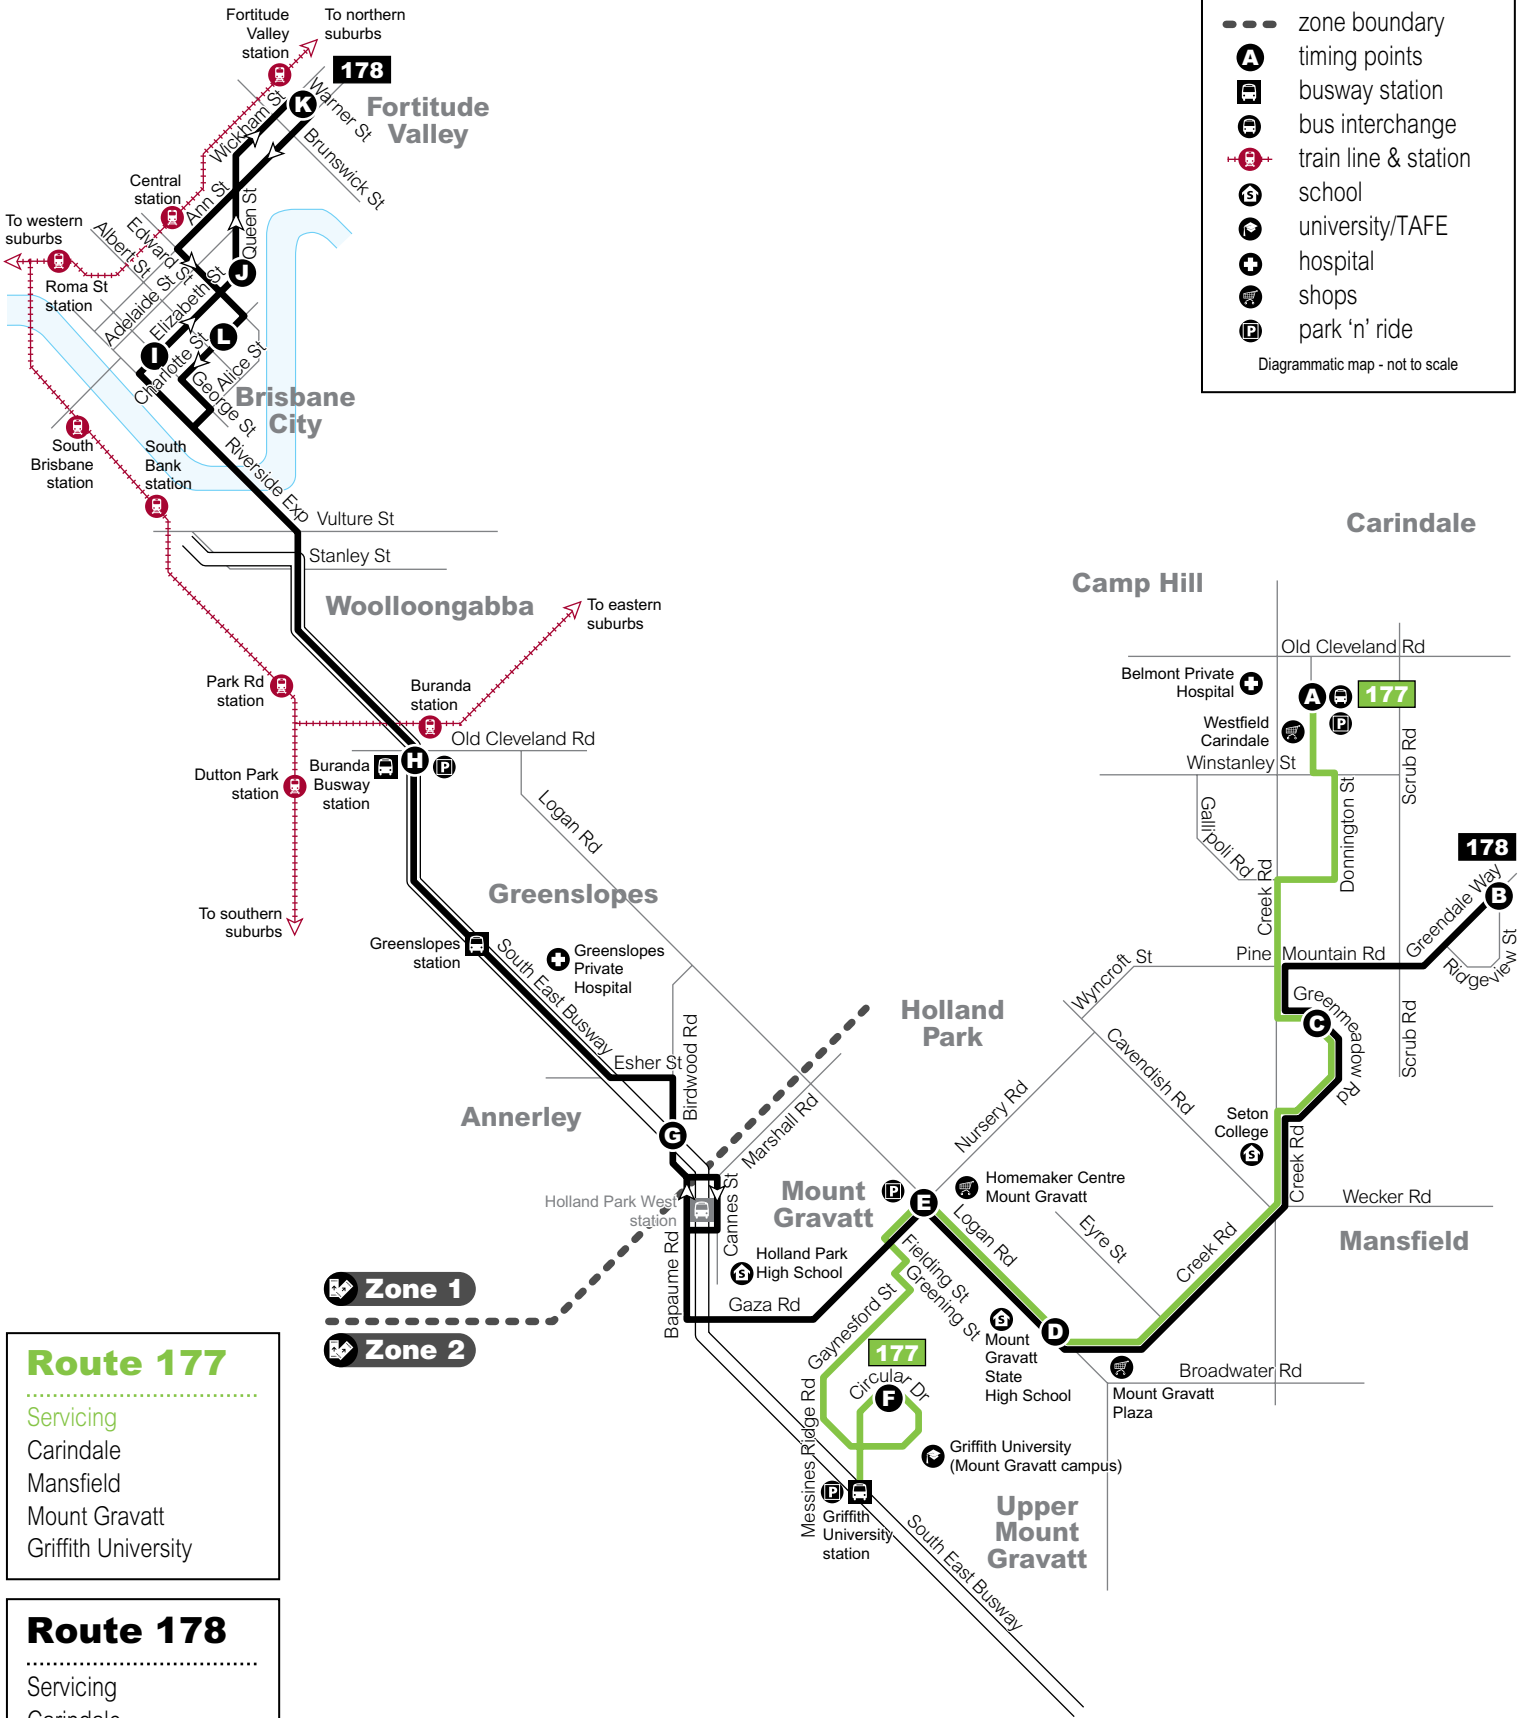 Fortitude
Valley
station
To northern
suburbs
178
K
Warner St
Wickham St
Fortitude
Valley
Brunswick St
Central
station
Ann St
Queen St
To western
suburbs
Edward St
Albert St
J
Roma St
station
Adelaide St
Elizabeth St
L
I
Charlotte St
Alice St
George St
Brisbane
City
South
Brisbane
station
South
Bank
station
Riverside Exp
Vulture St
Stanley St
Woolloongabba
To eastern
suburbs
Park Rd
station
Buranda
station
Old Cleveland Rd
H
P
Dutton Park
station
Buranda
Busway
station
Logan Rd
Greenslopes
To southern
suburbs
Greenslopes
station
South East Busway
Greenslopes
Private
Hospital
Birdwood Rd
Esher St
Annerley
G
Holland
Park
Marshall Rd
Holland Park West
station
Cannes St
Bapaume Rd
Mount
Gravatt
P
E
S
Holland Park
High School
Gaza Rd
Zone 1
Zone 2
Nursery Rd
Homemaker Centre
Mount Gravatt
Logan Rd
Eyre St
Fielding St
Greening St
Gaynesford St
S
Mount
Gravatt
State
High School
D
Creek Rd
Mount Gravatt
Plaza
Broadwater Rd
177
Circular Dr
F
Messines Ridge Rd
Griffith University
(Mount Gravatt campus)
P
Griffith
University
station
Upper
Mount
Gravatt
South East Busway
Carindale
Camp Hill
Old Cleveland Rd
Belmont Private
Hospital
A
177
P
Westfield
Carindale
Winstanley St
Scrub Rd
Donnington St
Gallipoli Rd
Creek Rd
178
B
Greendale Way
Ridgeview St
Pine
Mountain Rd
Wyncroft St
Greenmeadow Rd
C
Scrub Rd
Cavendish Rd
Seton
College
S
Creek Rd
Wecker Rd
Mansfield
zone boundary
A
timing points
busway station
bus interchange
train line & station
S
school
university/TAFE
hospital
shops
P
park ‘n’ ride
Diagrammatic map - not to scale
Route 177
Servicing
Carindale
Mansfield
Mount Gravatt
Griffith University
Route 178
Servicing
Carindale